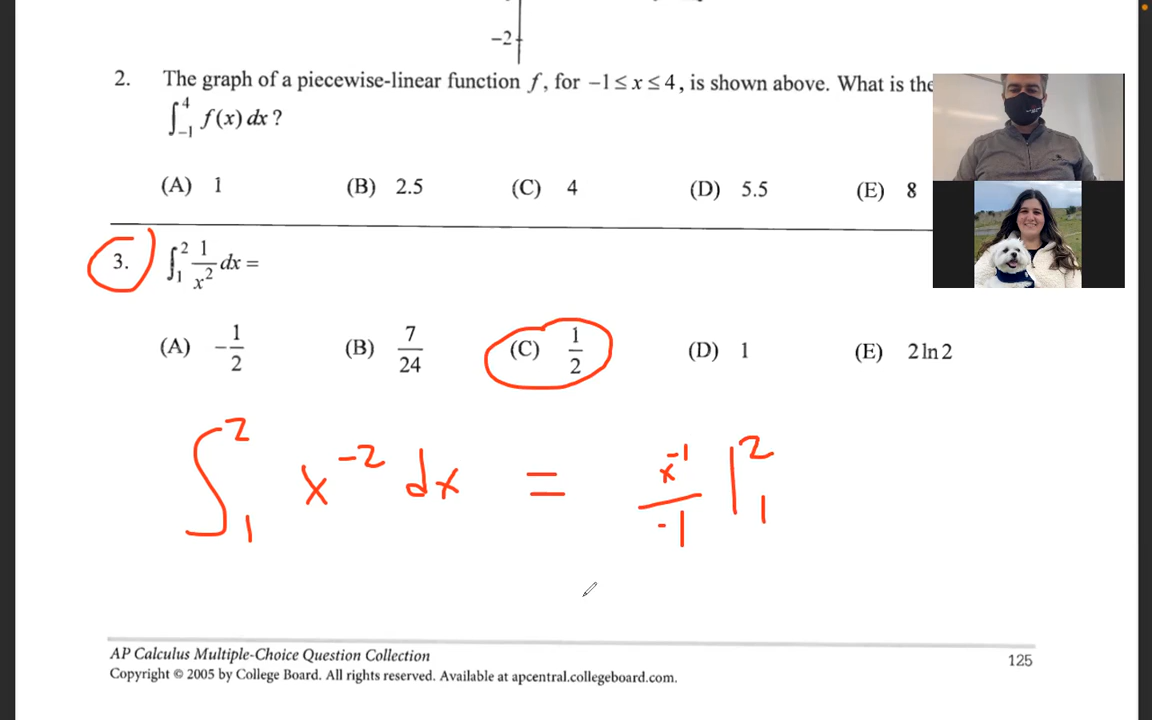 -2
2. The graph of a piecewise-linear function f, for −1 ≤ x ≤ 4, is shown above. What is the
∫₋₁⁴ f(x) dx ?
(A) 1 (B) 2.5 (C) 4 (D) 5.5 (E) 8
3. ∫₁² 1/x² dx =
(A) −1/2 (B) 7/24 (C) 1/2 (D) 1 (E) 2 ln 2
∫₁² x⁻² dx = x⁻¹/-1 |₁²
AP Calculus Multiple-Choice Question Collection
Copyright © 2005 by College Board. All rights reserved. Available at apcentral.collegeboard.com.
125